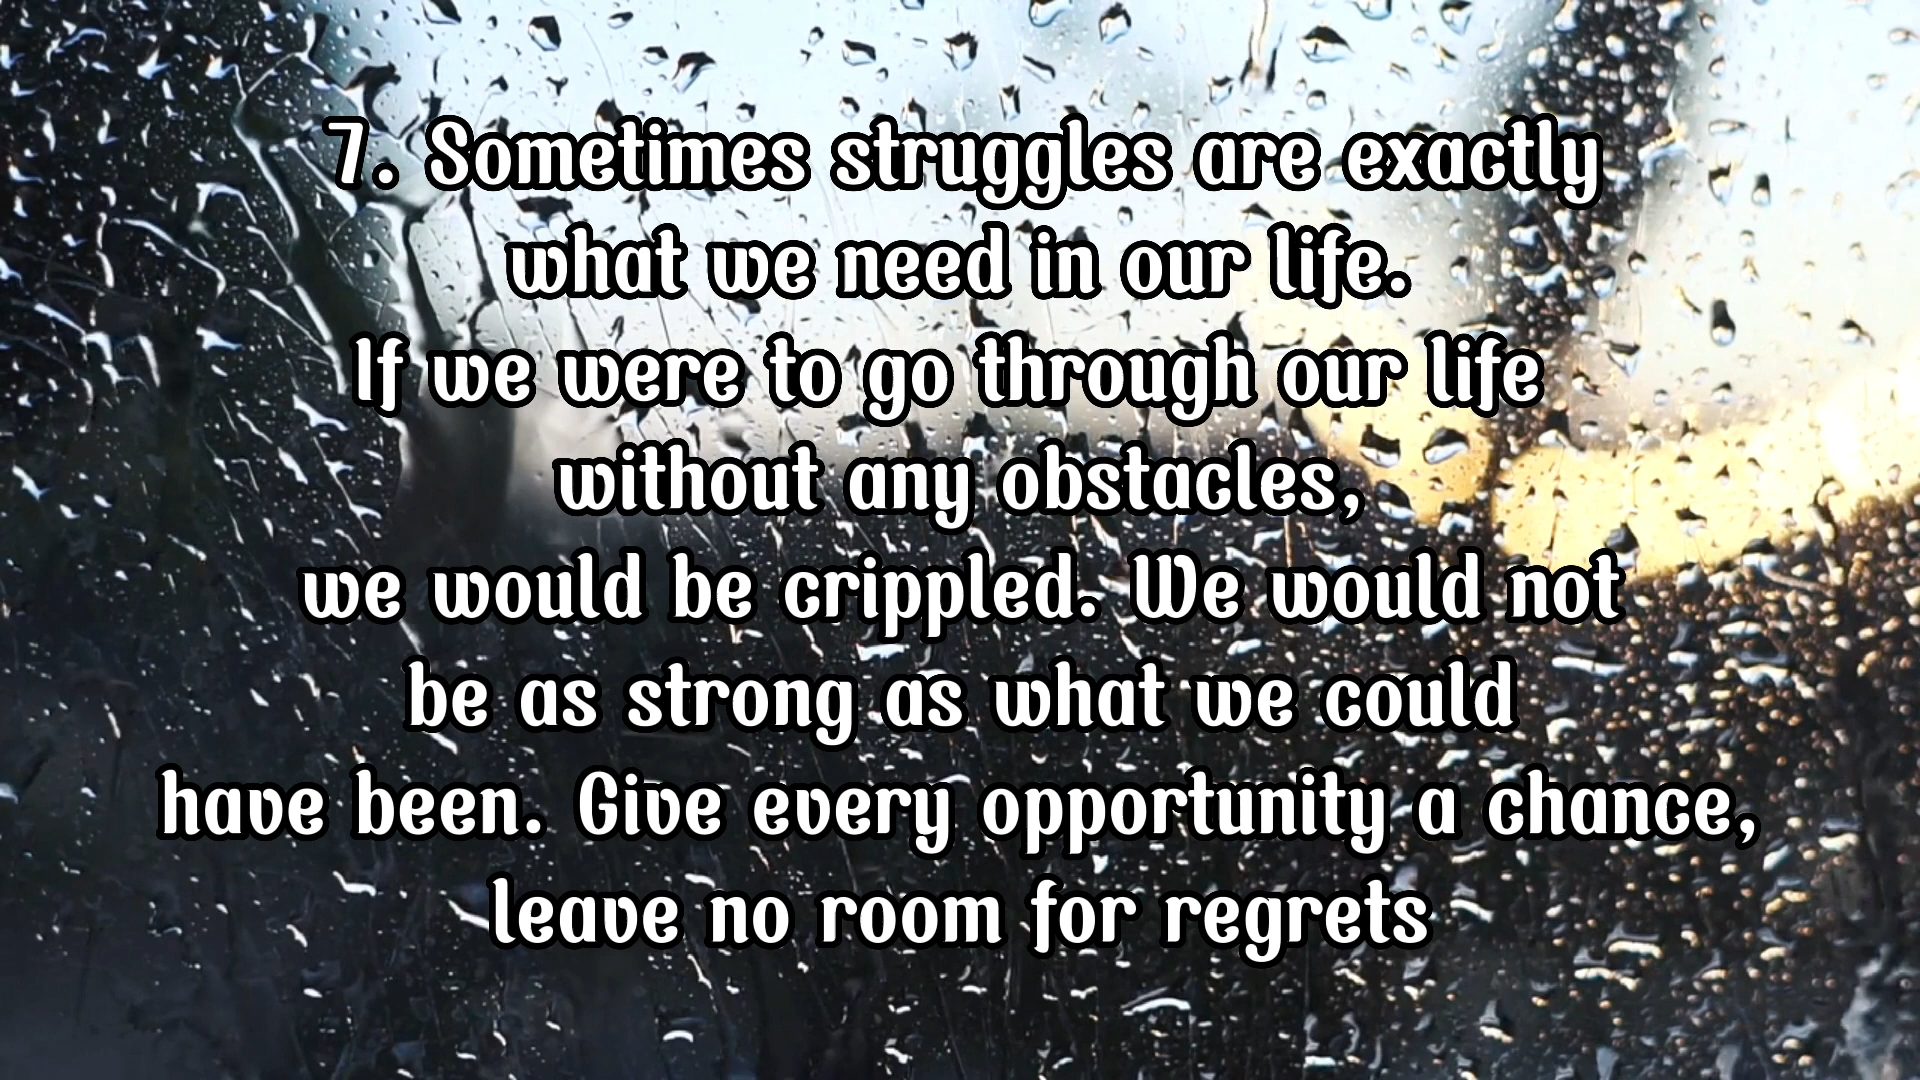 7. Sometimes struggles are exactly
what we need in our life.
If we were to go through our life
without any obstacles,
we would be crippled. We would not
be as strong as what we could
have been. Give every opportunity a chance,
leave no room for regrets